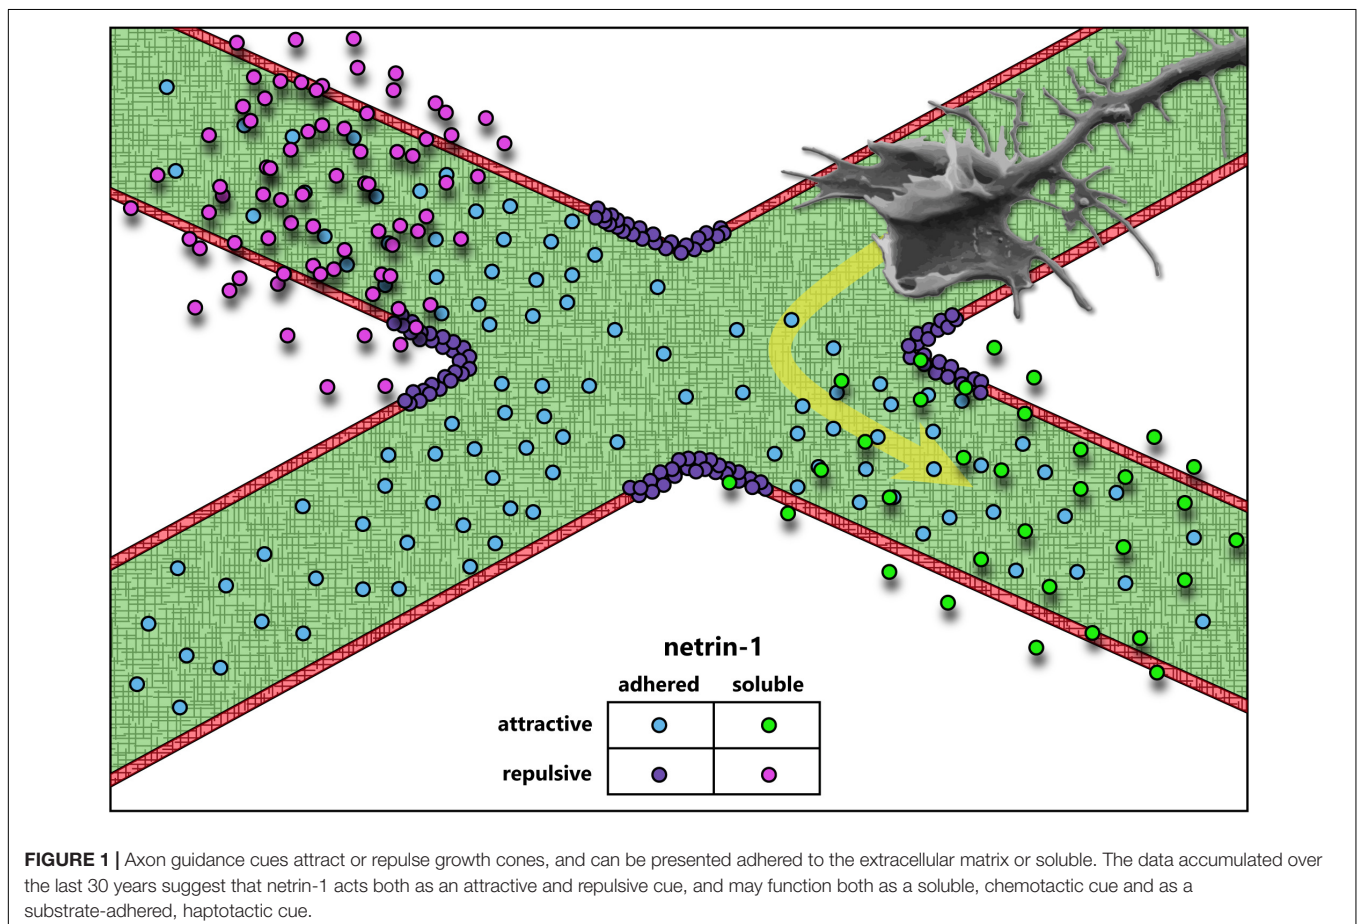 netrin-1
adhered soluble
attractive
repulsive
FIGURE 1 | Axon guidance cues attract or repulse growth cones, and can be presented adhered to the extracellular matrix or soluble. The data accumulated over
the last 30 years suggest that netrin-1 acts both as an attractive and repulsive cue, and may function both as a soluble, chemotactic cue and as a
substrate-adhered, haptotactic cue.